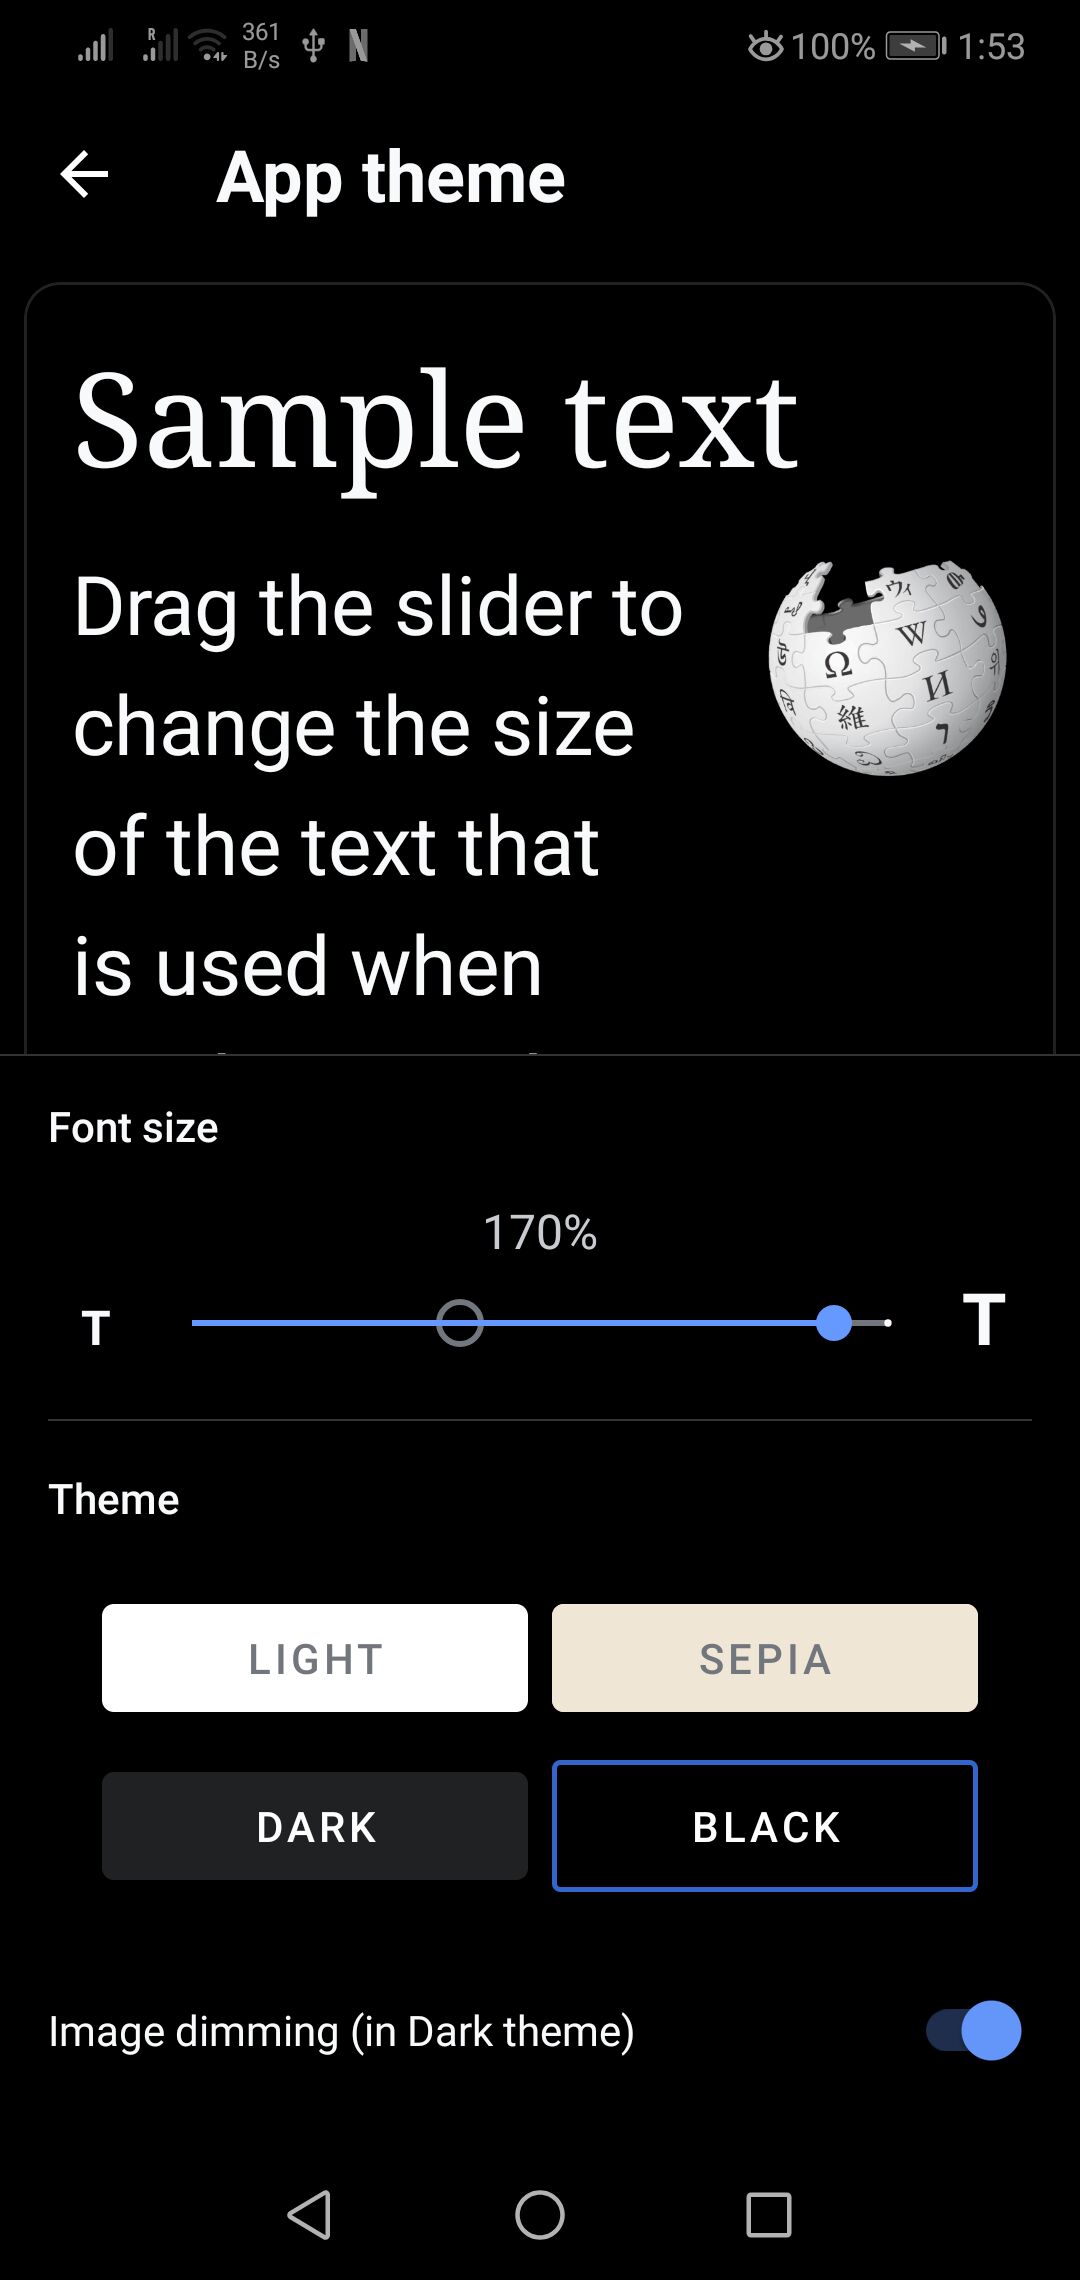 R
361
B/s
100%
1:53
App theme
Sample text
Drag the slider to
change the size
of the text that
is used when
Font size
170%
T
T
Theme
LIGHT
SEPIA
DARK
BLACK
Image dimming (in Dark theme)